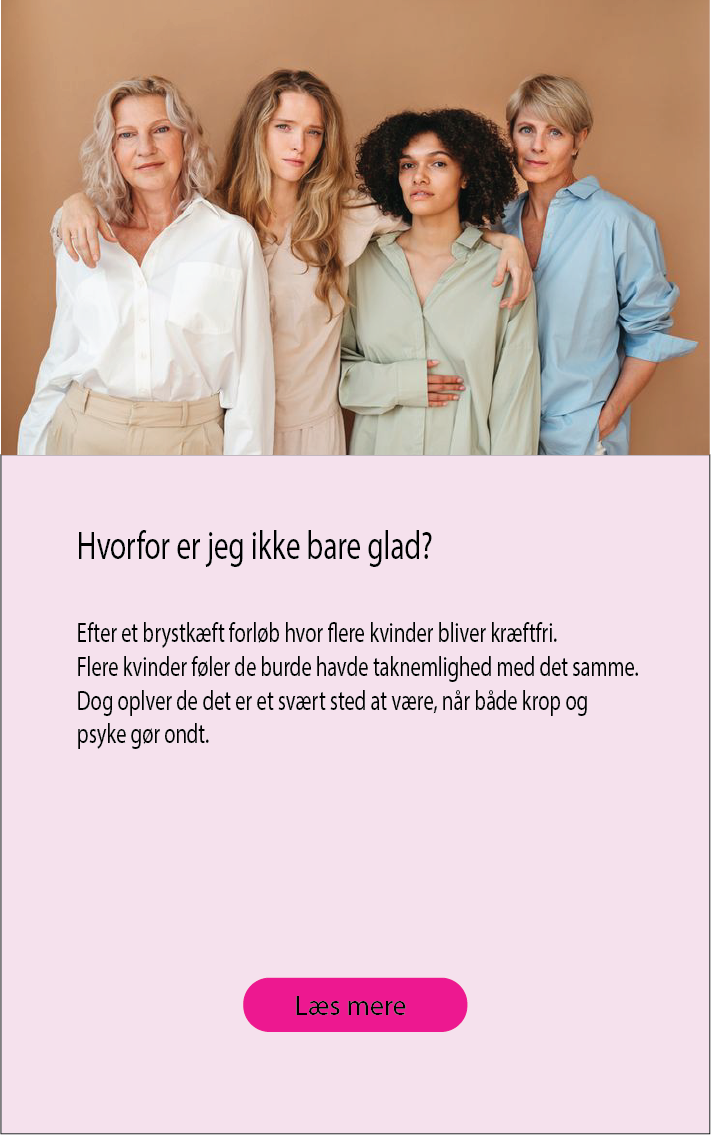 Hvorfor er jeg ikke bare glad?
Efter et brystkæft forløb hvor flere kvinder bliver kræftfri.
Flere kvinder føler de burde havde taknemlighed med det samme.
Dog oplver de det er et svært sted at være, når både krop og
psyke gør ondt.
Læs mere